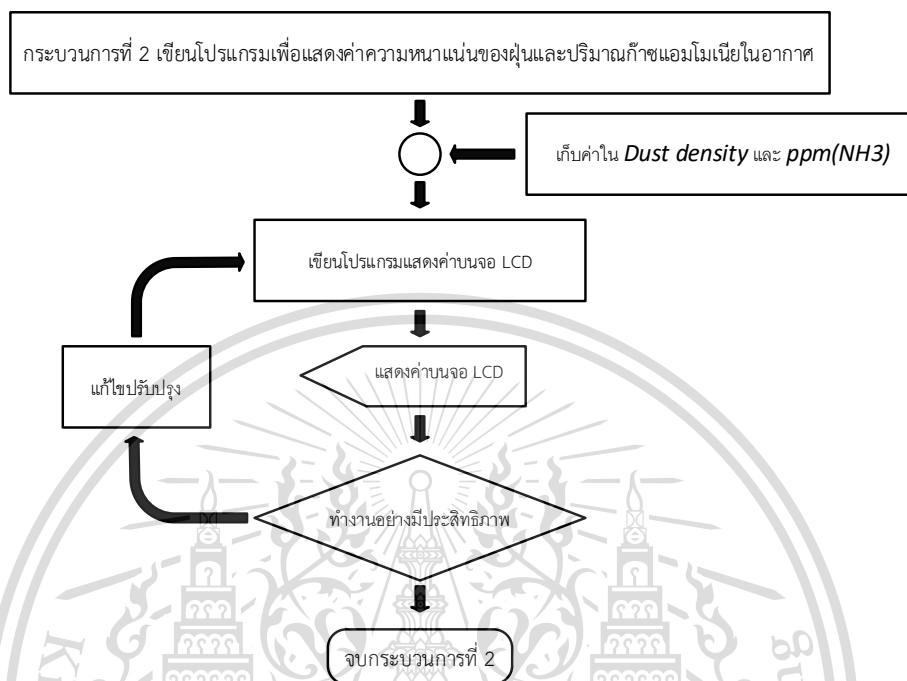 กระบวนการที่ 2 เขียนโปรแกรมเพื่อแสดงค่าความหนาแน่นของฝุ่นและปริมาณก๊าซแอมโมเนียในอากาศ
เก็บค่าใน Dust density และ ppm(NH3)
เขียนโปรแกรมแสดงค่าบนจอ LCD
แสดงค่าบนจอ LCD
แก้ไขปรับปรุง
ทำงานอย่างมีประสิทธิภาพ
จบกระบวนการที่ 2